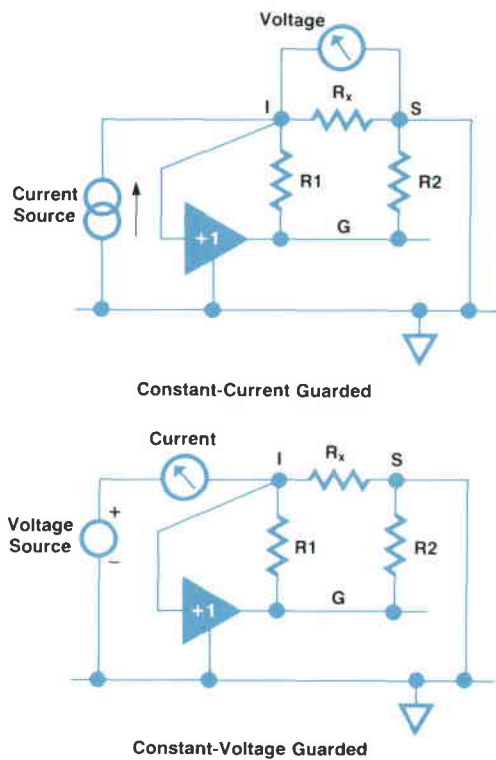 Voltage
I
Rx
S
R1
R2
Current
Source
+1
G
Constant-Current Guarded
Current
I
Rx
S
Voltage
Source
+
−
R1
R2
+1
G
Constant-Voltage Guarded